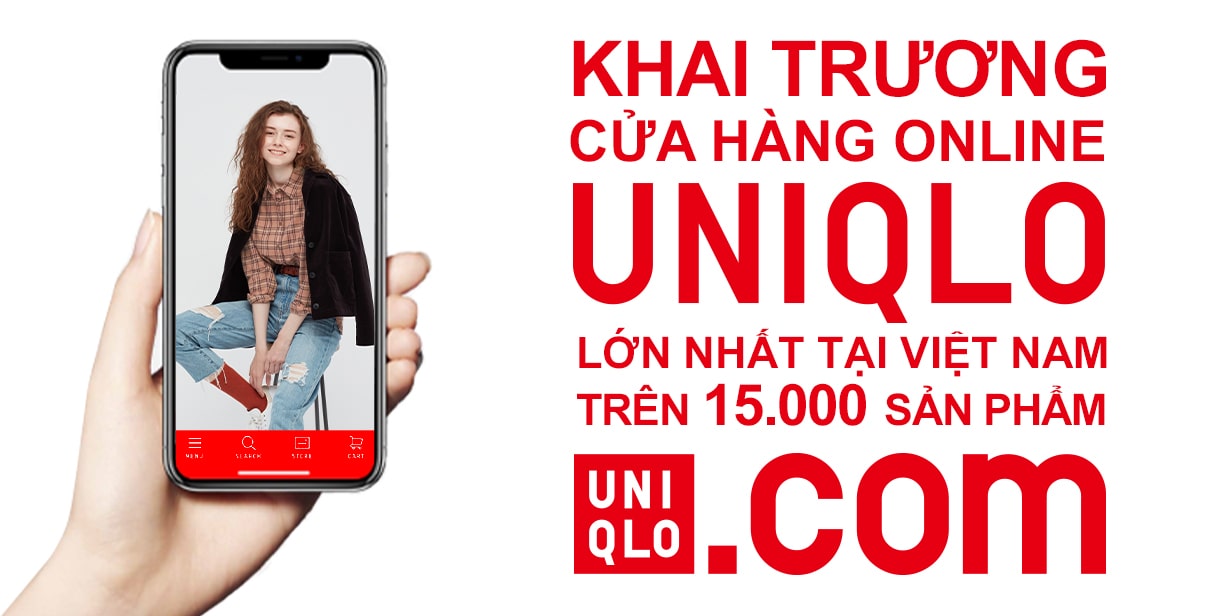 KHAI TRƯƠNG
CỬA HÀNG ONLINE
UNIQLO
LỚN NHẤT TẠI VIỆT NAM
TRÊN 15.000 SẢN PHẨM
UNI
QLO
.com
MENU SEARCH STORE CART